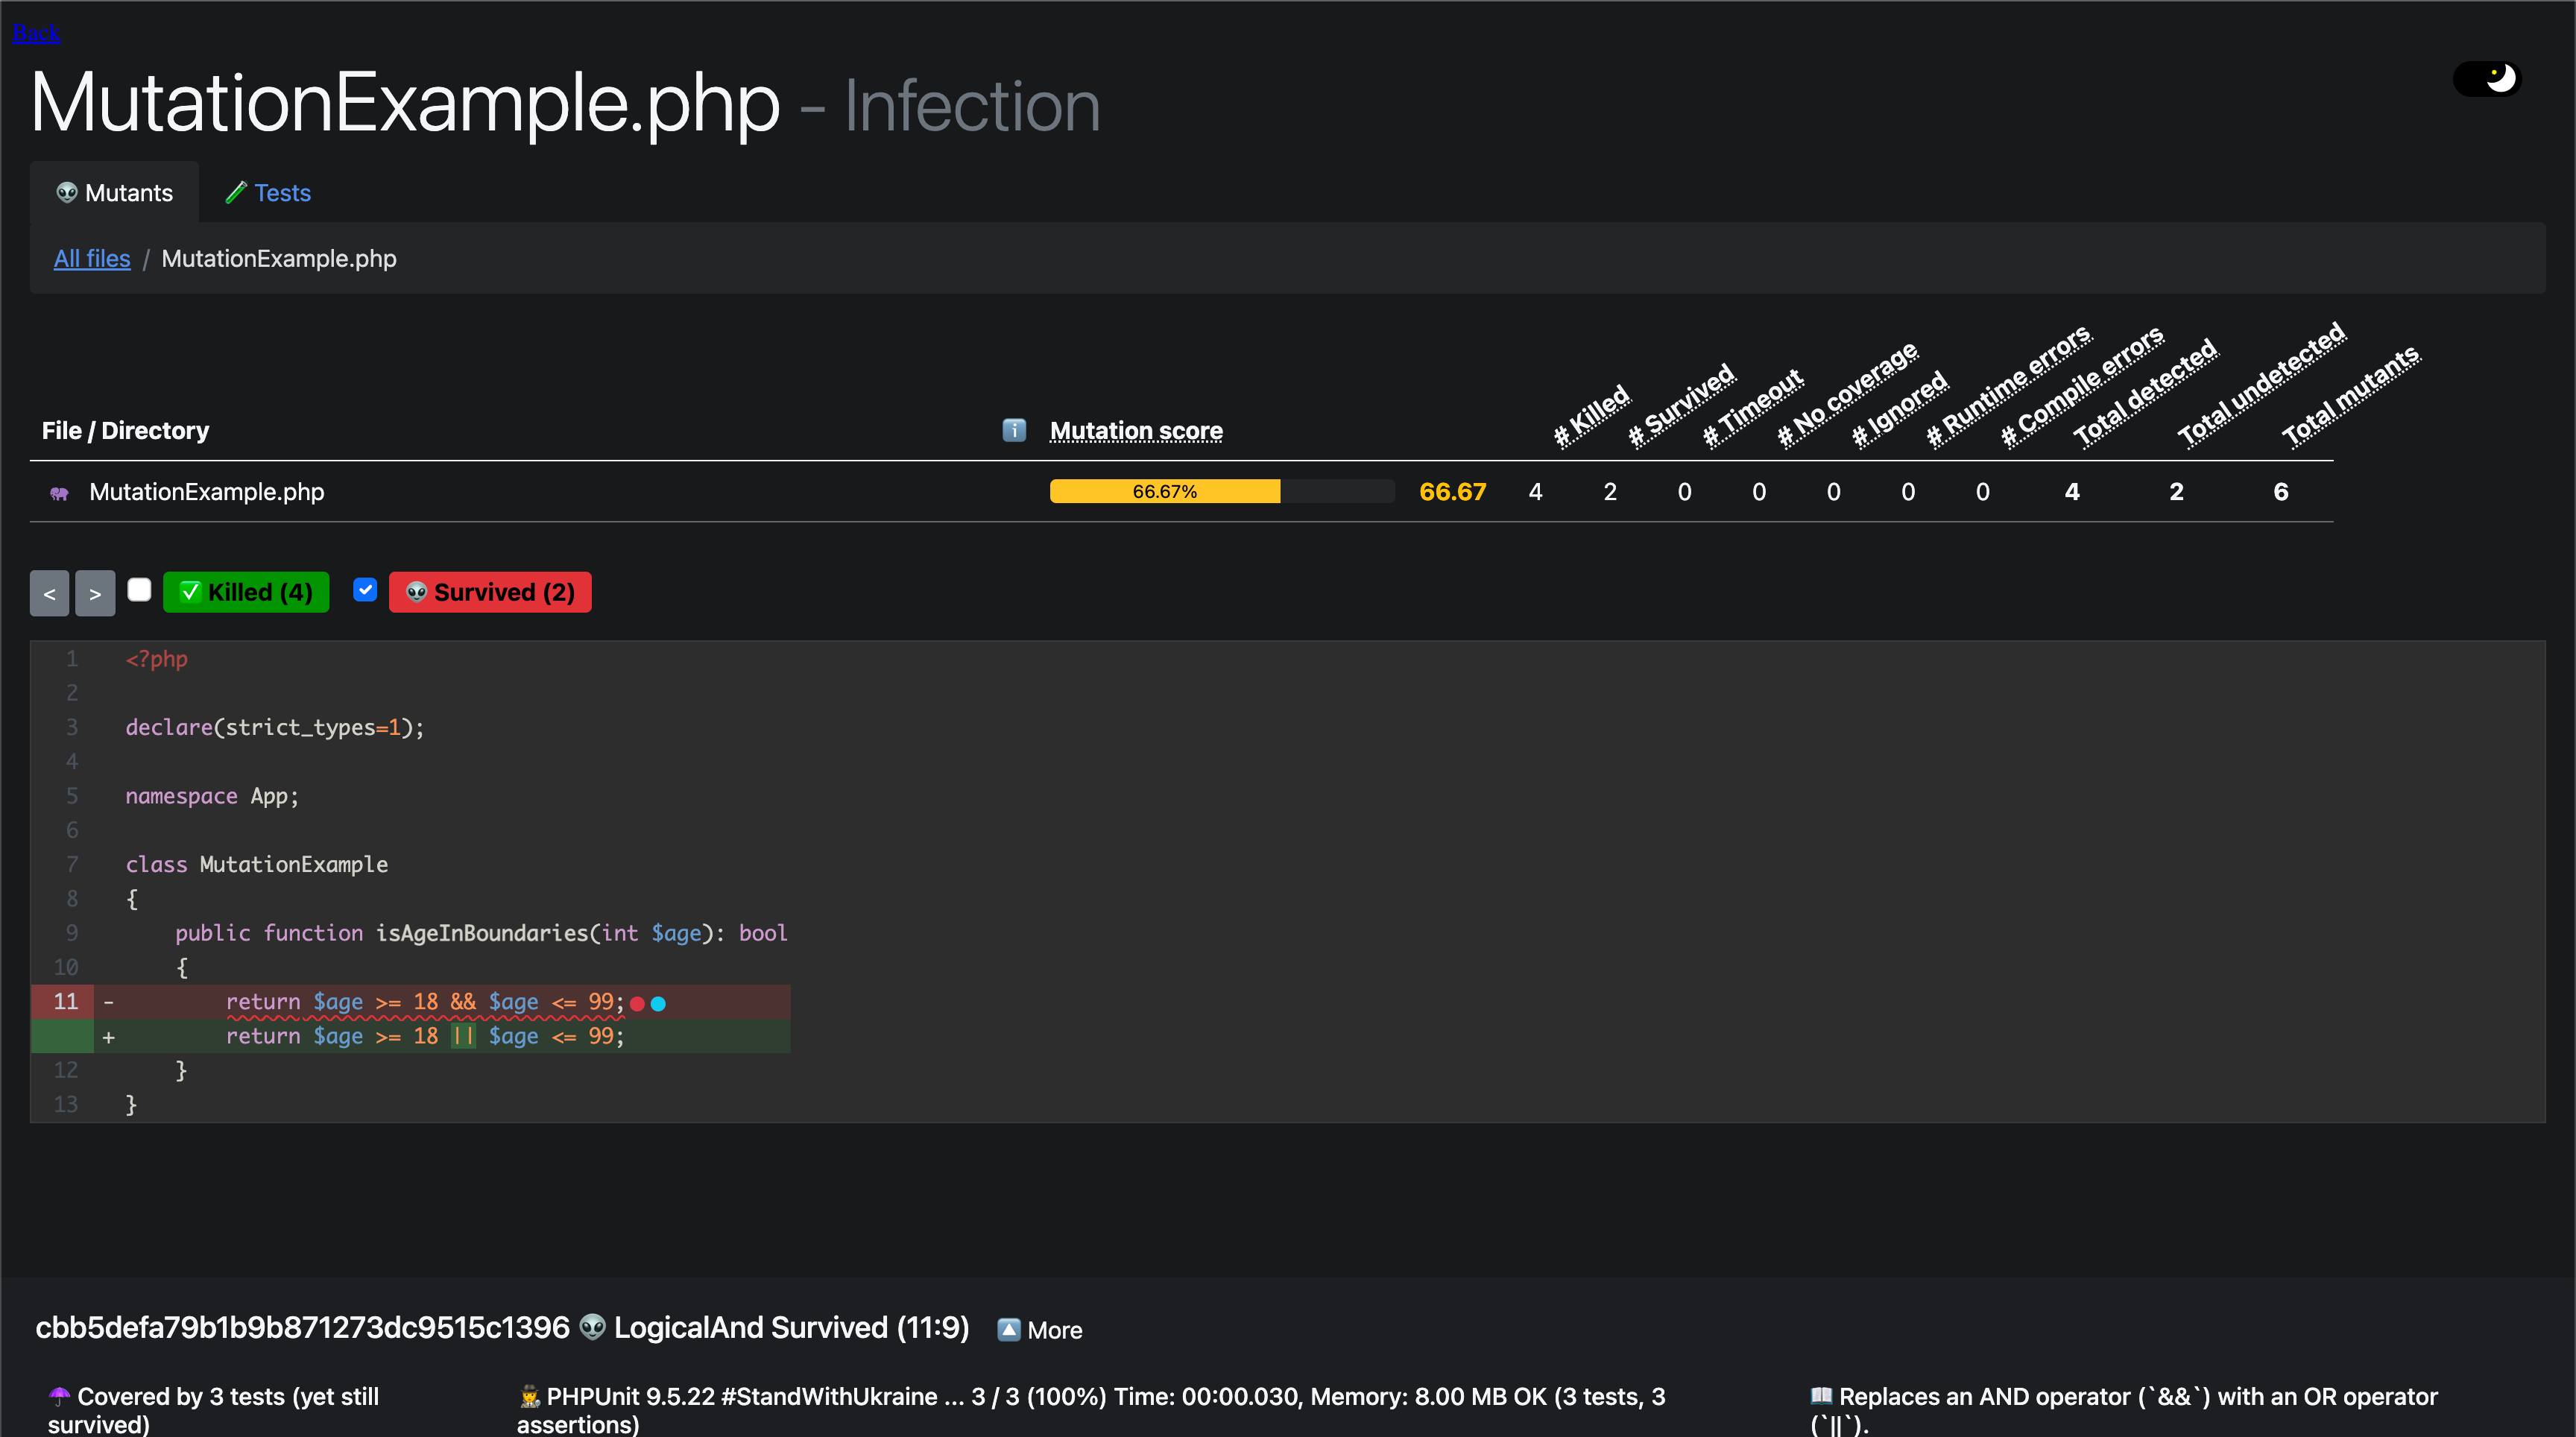 Back
MutationExample.php - Infection
👽 Mutants
🧪 Tests
All files / MutationExample.php
File / Directory
ℹ️ Mutation score
# Killed
# Survived
# Timeout
# No coverage
# Ignored
# Runtime errors
# Compile errors
Total detected
Total undetected
Total mutants
MutationExample.php 66.67% 66.67 4 2 0 0 0 0 0 4 2 6
< > ✅ Killed (4) 👽 Survived (2)
1 <?php
2
3 declare(strict_types=1);
4
5 namespace App;
6
7 class MutationExample
8 {
9 public function isAgeInBoundaries(int $age): bool
10 {
11 - return $age >= 18 && $age <= 99;
+ return $age >= 18 || $age <= 99;
12 }
13 }
cbb5defa79b1b9b871273dc9515c1396 👽 LogicalAnd Survived (11:9) 🔼 More
☂️ Covered by 3 tests (yet still
survived)
🕵️ PHPUnit 9.5.22 #StandWithUkraine ... 3 / 3 (100%) Time: 00:00.030, Memory: 8.00 MB OK (3 tests, 3
assertions)
📖 Replaces an AND operator (`&&`) with an OR operator
(`||`).